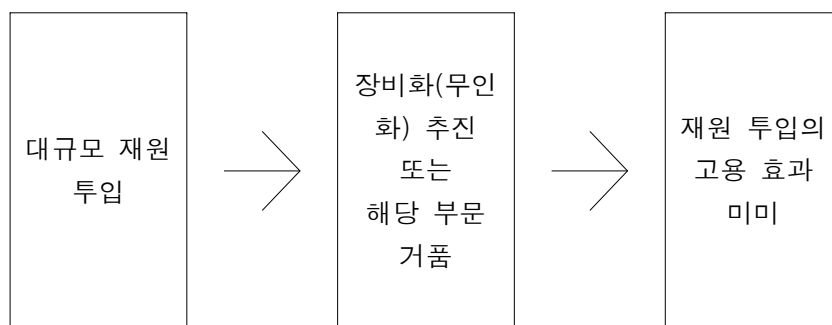 대규모 재원
투입
장비화(무인
화) 추진
또는
해당 부문
거품
재원 투입의
고용 효과
미미